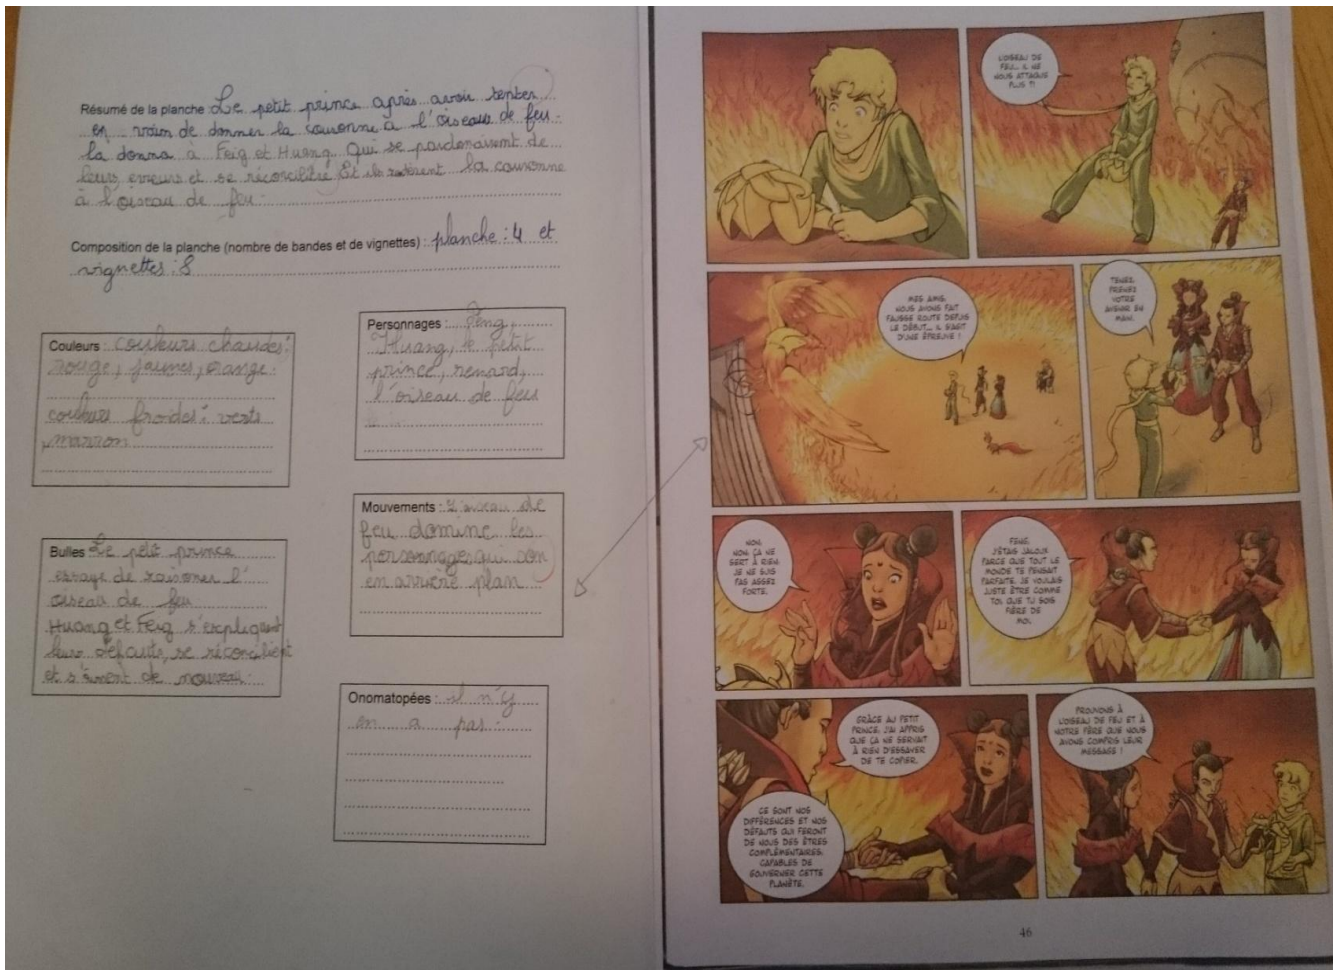 Résumé de la planche Le petit prince après avoir tenter
en vain de donner la couronne à l'oiseau de feu.
la donna à Feig et Huang Qui se pardonnairent de
leurs erreurs et se réconcilière Et ils rendèrent la couronne
à l'oiseau de feu.
Composition de la planche (nombre de bandes et de vignettes) : planche : 4 et
vignettes : 8
Couleurs : couleurs chaudes :
rouge, jaunes, orange.
couleurs froides : verts
, marron
Personnages : Feng,
Huang, le petit
prince, renard,
l'oiseau de feu
Mouvements : L'oiseau de
feu domine les
personnages qui son
en arrière plan
Bulles Le petit prince
essaye de raisoner l'
oiseau de feu
Huang et Feig s'expliquent
leurs défauts, se réconcilient
et s'aiment de nouveau.
Onomatopées : il n'y
en a pas.
L'OISEAU DE
FEU... IL NE
NOUS ATTAQUE
PLUS ?!
MES AMIS,
NOUS AVONS FAIT
FAUSSE ROUTE DEPUIS
LE DÉBUT... IL S'AGIT
D'UNE ÉPREUVE !
TENEZ,
PRENEZ
VOTRE
AVENIR EN
MAIN.
NON,
NON, ÇA NE
SERT À RIEN.
JE NE SUIS
PAS ASSEZ
FORTE.
FENG,
J'ÉTAIS JALOUX
PARCE QUE TOUT LE
MONDE TE PENSAIT
PARFAITE. JE VOULAIS
JUSTE ÊTRE COMME
TOI, QUE TU SOIS
FIÈRE DE
MOI.
GRÂCE AU PETIT
PRINCE, J'AI APPRIS
QUE ÇA NE SERVAIT
À RIEN D'ESSAYER
DE TE COPIER.
CE SONT NOS
DIFFÉRENCES ET NOS
DÉFAUTS QUI FERONT
DE NOUS DES ÊTRES
COMPLÉMENTAIRES,
CAPABLES DE
GOUVERNER CETTE
PLANÈTE.
PROUVONS À
L'OISEAU DE FEU ET À
NOTRE PÈRE QUE NOUS
AVONS COMPRIS LEUR
MESSAGE !
46